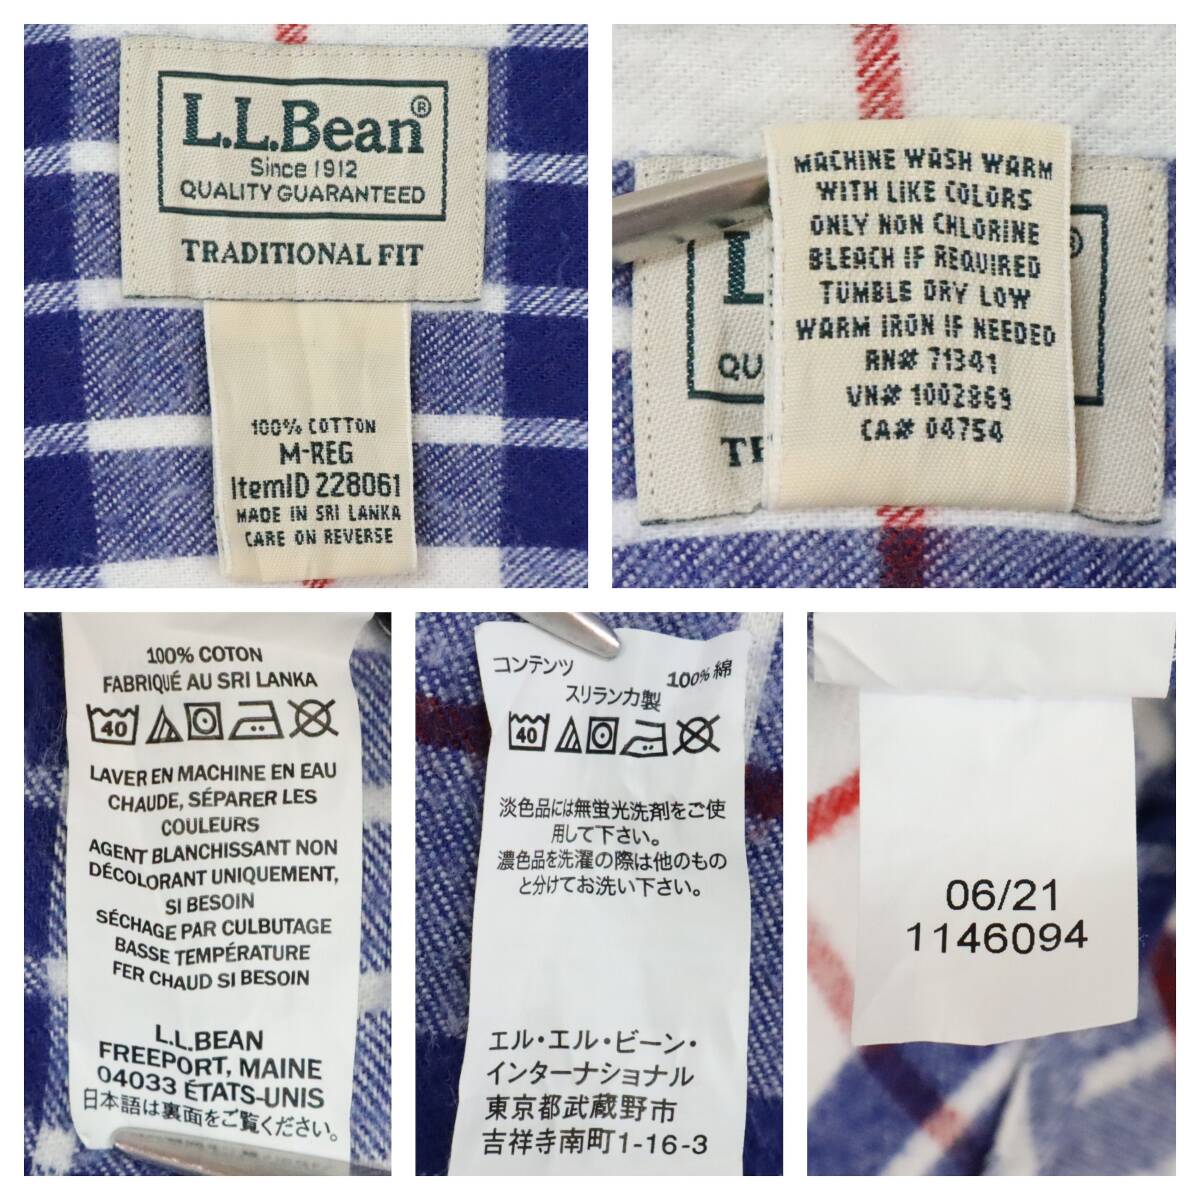 L.L.Bean®
Since 1912
QUALITY GUARANTEED
TRADITIONAL FIT
100% COTTON
M-REG
ItemID 228061
MADE IN SRI LANKA
CARE ON REVERSE
MACHINE WASH WARM
WITH LIKE COLORS
ONLY NON CHLORINE
BLEACH IF REQUIRED
TUMBLE DRY LOW
WARM IRON IF NEEDED
RN# 71341
VN# 1002869
CA# 04754
100% COTON
FABRIQUÉ AU SRI LANKA
40
LAVER EN MACHINE EN EAU
CHAUDE, SÉPARER LES
COULEURS
AGENT BLANCHISSANT NON
DÉCOLORANT UNIQUEMENT,
SI BESOIN
SÉCHAGE PAR CULBUTAGE
BASSE TEMPÉRATURE
FER CHAUD SI BESOIN
L.L.BEAN
FREEPORT, MAINE
04033 ÉTATS-UNIS
日本語は裏面をご覧ください。
コンテンツ 100% 綿
スリランカ製
40
淡色品には無蛍光洗剤をご使
用して下さい。
濃色品を洗濯の際は他のもの
と分けてお洗い下さい。
エル・エル・ビーン・
インターナショナル
東京都武蔵野市
吉祥寺南町1-16-3
06/21
1146094